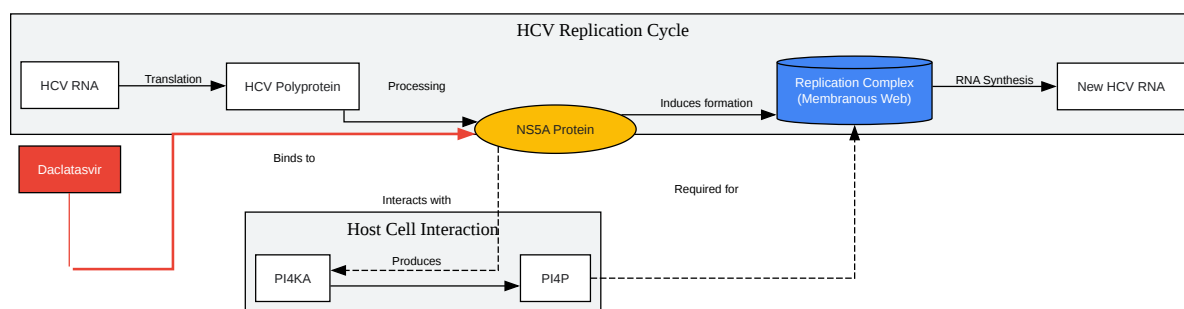 HCV Replication Cycle
HCV RNA
Translation
HCV Polyprotein
Processing
NS5A Protein
Induces formation
Replication Complex
(Membranous Web)
RNA Synthesis
New HCV RNA
Daclatasvir
Binds to
Interacts with
Required for
Host Cell Interaction
PI4KA
Produces
PI4P